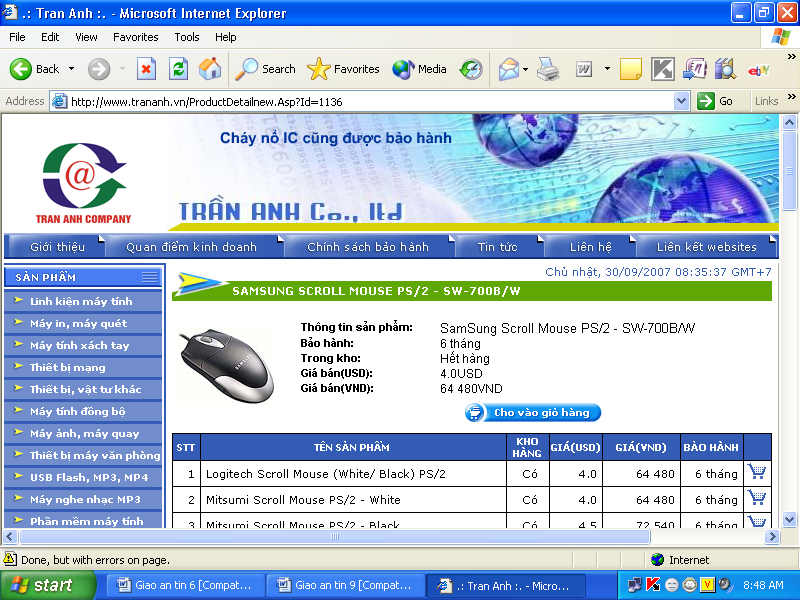 .: Tran Anh :. - Microsoft Internet Explorer
File Edit View Favorites Tools Help
Back Search Favorites Media
Address http://www.trananh.vn/ProductDetailnew.Asp?Id=1136 Go Links
Cháy nổ IC cũng được bảo hành
TRAN ANH COMPANY
TRẦN ANH Co., ltd
Giới thiệu Quan điểm kinh doanh Chính sách bảo hành Tin tức Liên hệ Liên kết websites
Chủ nhật, 30/09/2007 08:35:37 GMT+7
SẢN PHẨM
Linh kiện máy tính
Máy in, máy quét
Máy tính xách tay
Thiết bị mạng
Thiết bị, vật tư khác
Máy tính đồng bộ
Máy ảnh, máy quay
Thiết bị máy văn phòng
USB Flash, MP3, MP4
Máy nghe nhạc MP3
Phần mềm máy tính
SAMSUNG SCROLL MOUSE PS/2 - SW-700B/W
SAMSUNG
Thông tin sản phẩm: SamSung Scroll Mouse PS/2 - SW-700B/W
Bảo hành: 6 tháng
Trong kho: Hết hàng
Giá bán(USD): 4.0USD
Giá bán(VND): 64 480VND
Cho vào giỏ hàng
STT TÊN SẢN PHẨM KHO HÀNG GIÁ(USD) GIÁ(VND) BẢO HÀNH
1 Logitech Scroll Mouse (White/ Black) PS/2 Có 4.0 64 480 6 tháng
2 Mitsumi Scroll Mouse PS/2 - White Có 4.0 64 480 6 tháng
3 Mitsumi Scroll Mouse PS/2 - Black Có 4.5 72 540 6 tháng
Done, but with errors on page. Internet
start Giao an tin 6 [Compat... Giao an tin 9 [Compat... .: Tran Anh :. - Micro... 8:48 AM